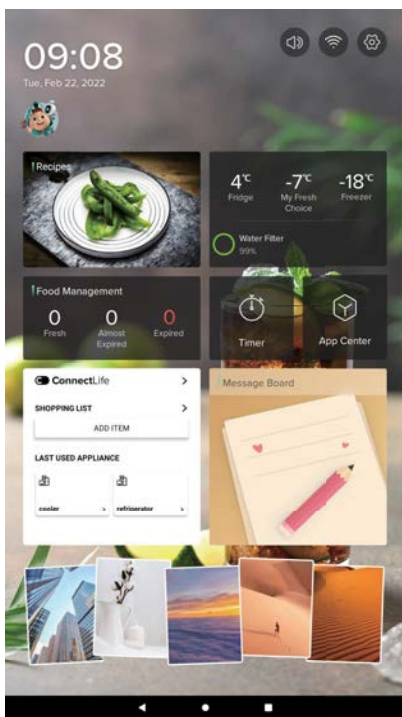 09:08
Tue, Feb 22, 2022
Recipes
4°C -7°C -18°C
Fridge My Fresh Choice Freezer
Water Filter
99%
Food Management
0 0 0
Fresh Almost Expired Expired
Timer App Center
ConnectLife >
SHOPPING LIST >
ADD ITEM
LAST USED APPLIANCE
cooler > refrigerator >
Message Board